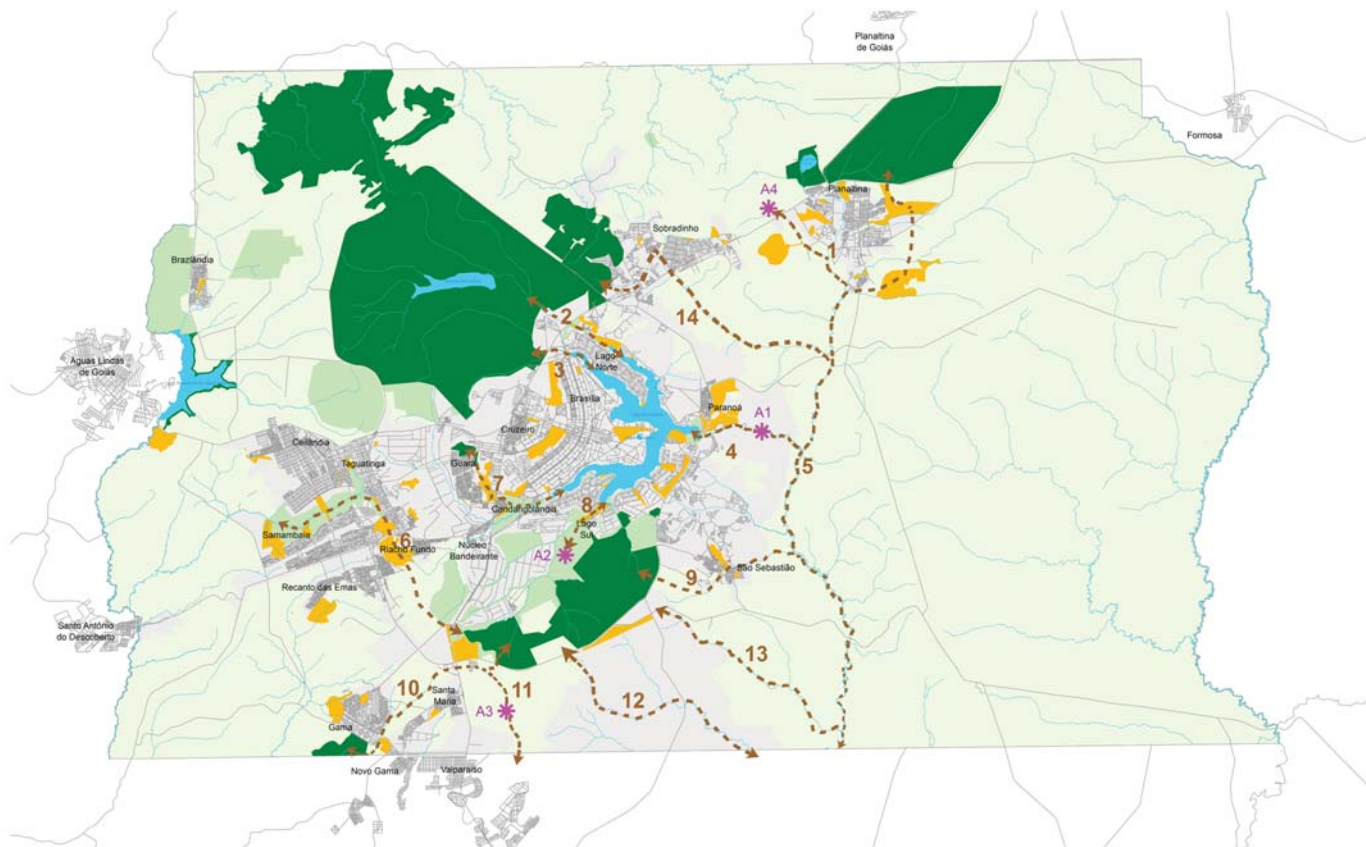 Planaltina
de Goiás
Formosa
Planaltina
A4
1
Sobradinho
Brazlândia
14
2
Lago
Norte
3
Águas Lindas
de Goiás
Brasília
Paranoá
A1
Cruzeiro
4
Ceilândia
Taguatinga
Guará
5
7
Candangolândia
8
Lago
Sul
Samambaia
6
Riacho Fundo
Núcleo
Bandeirante
A2
São Sebastião
9
Recanto das Emas
Santo Antônio
do Descoberto
13
10
11
12
Santa
Maria
A3
Gama
Novo Gama
Valparaíso